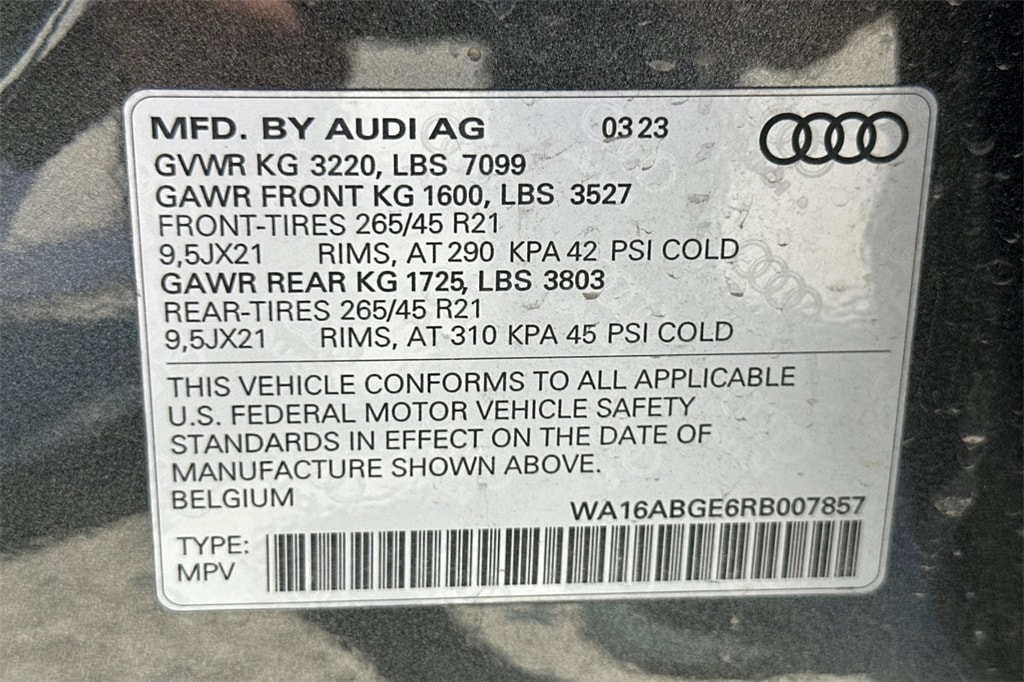 MFD. BY AUDI AG 03 23
GVWR KG 3220, LBS 7099
GAWR FRONT KG 1600, LBS 3527
FRONT-TIRES 265/45 R21
9,5JX21 RIMS, AT 290 KPA 42 PSI COLD
GAWR REAR KG 1725, LBS 3803
REAR-TIRES 265/45 R21
9,5JX21 RIMS, AT 310 KPA 45 PSI COLD
THIS VEHICLE CONFORMS TO ALL APPLICABLE
U.S. FEDERAL MOTOR VEHICLE SAFETY
STANDARDS IN EFFECT ON THE DATE OF
MANUFACTURE SHOWN ABOVE.
BELGIUM WA16ABGE6RB007857
TYPE:
MPV